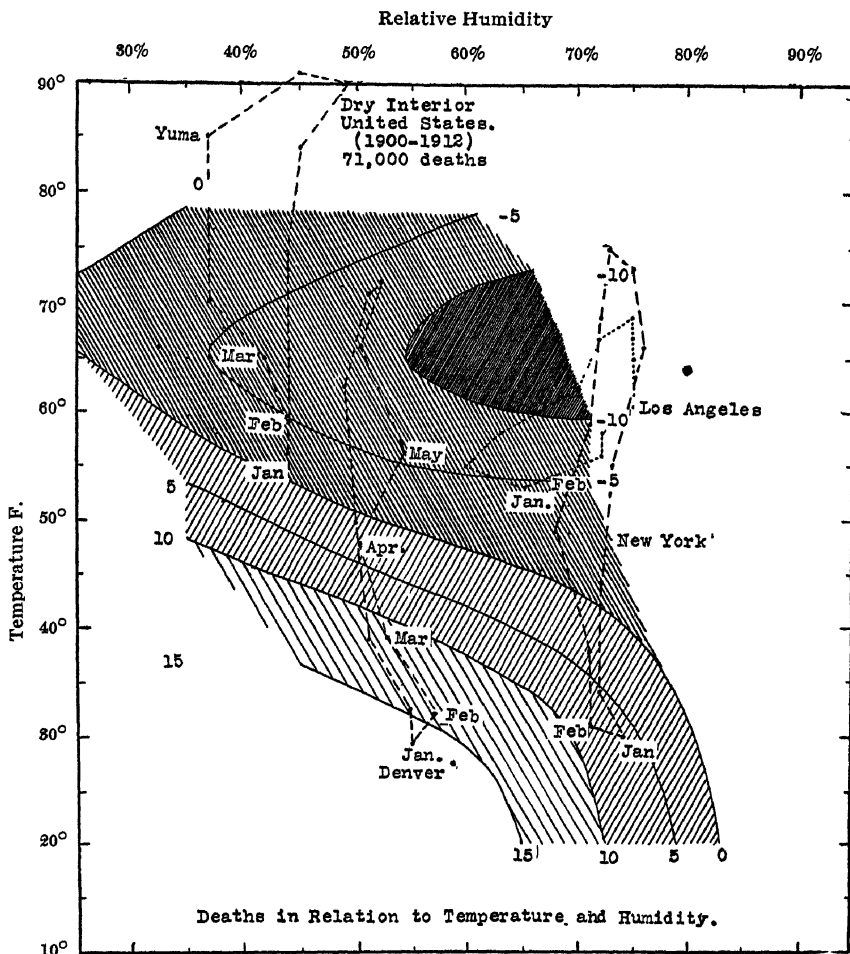 Relative Humidity
30% 40% 50% 60% 70% 80% 90%
90°
Dry Interior
United States.
(1900-1912)
71,000 deaths
Yuma
0
80°
-5
-10
70°
Mar
60°
Feb
Los Angeles
-10
May
Jan
Feb
-5
5
Jan.
50°
10
Apr.
New York
Temperature F.
40°
Mar
15
Feb
Feb
80°
Jan
Jan.
Denver
20°
15 10 5 0
Deaths in Relation to Temperature and Humidity.
10°